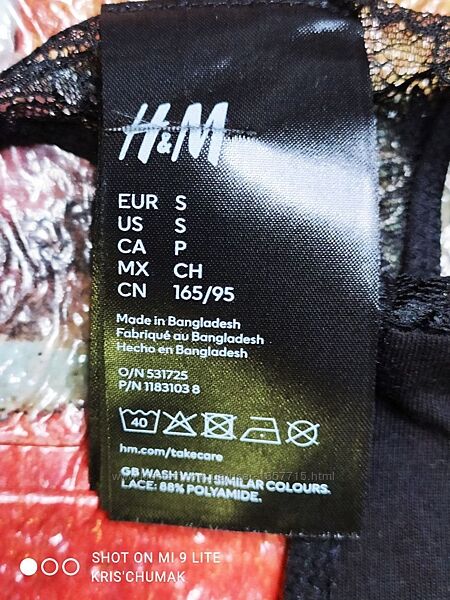 H&M
EUR S
US S
CA P
MX CH
CN 165/95
Made in Bangladesh
Fabriqué au Bangladesh
Hecho en Bangladesh
O/N 531725
P/N 1183103 8
40
hm.com/takecare
GB WASH WITH SIMILAR COLOURS.
LACE: 88% POLYAMIDE.
SHOT ON MI 9 LITE
KRIS'CHUMAK